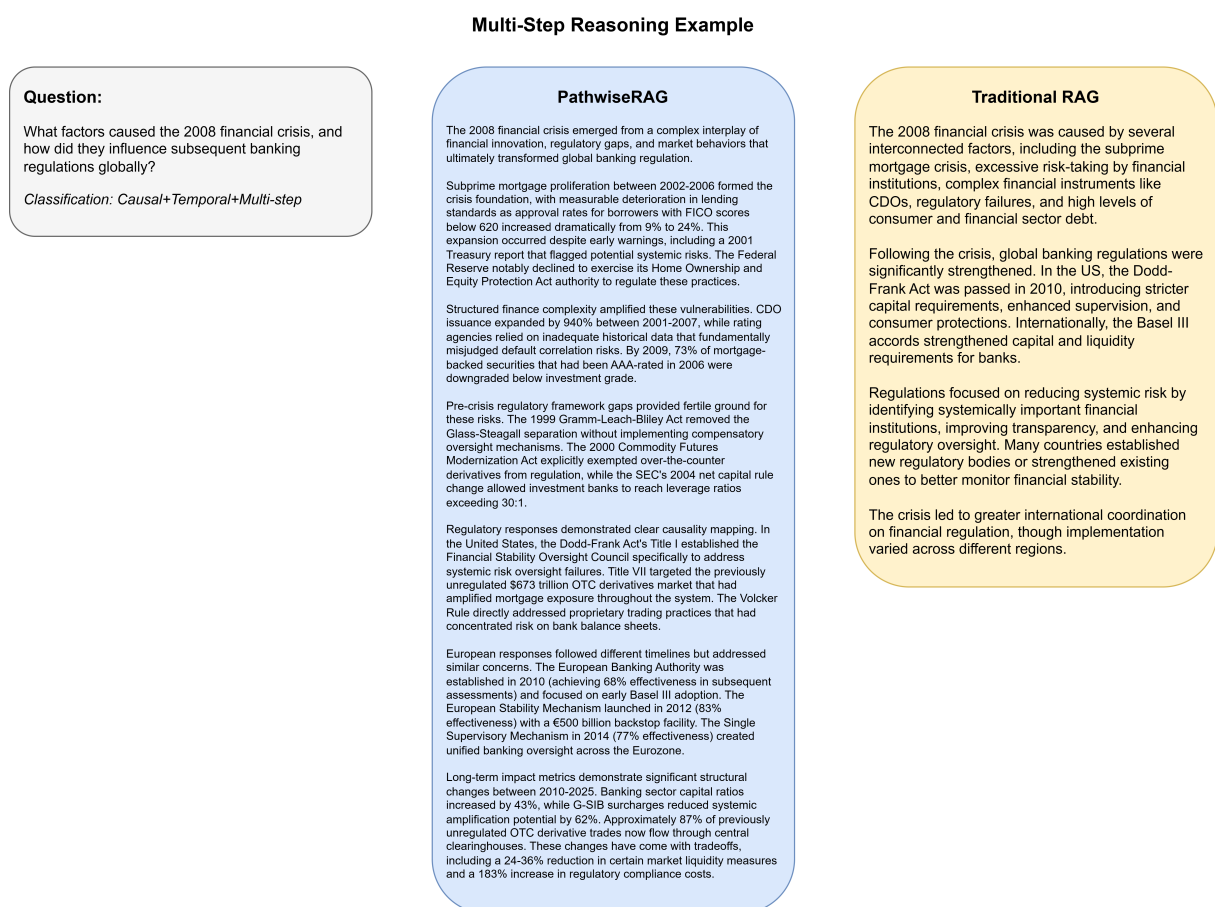 Multi-Step Reasoning Example
Question:
What factors caused the 2008 financial crisis, and
how did they influence subsequent banking
regulations globally?
Classification: Causal+Temporal+Multi-step
PathwiseRAG
The 2008 financial crisis emerged from a complex interplay of
financial innovation, regulatory gaps, and market behaviors that
ultimately transformed global banking regulation.
Subprime mortgage proliferation between 2002-2006 formed the
crisis foundation, with measurable deterioration in lending
standards as approval rates for borrowers with FICO scores
below 620 increased dramatically from 9% to 24%. This
expansion occurred despite early warnings, including a 2001
Treasury report that flagged potential systemic risks. The Federal
Reserve notably declined to exercise its Home Ownership and
Equity Protection Act authority to regulate these practices.
Structured finance complexity amplified these vulnerabilities. CDO
issuance expanded by 940% between 2001-2007, while rating
agencies relied on inadequate historical data that fundamentally
misjudged default correlation risks. By 2009, 73% of mortgage-
backed securities that had been AAA-rated in 2006 were
downgraded below investment grade.
Pre-crisis regulatory framework gaps provided fertile ground for
these risks. The 1999 Gramm-Leach-Bliley Act removed the
Glass-Steagall separation without implementing compensatory
oversight mechanisms. The 2000 Commodity Futures
Modernization Act explicitly exempted over-the-counter
derivatives from regulation, while the SEC's 2004 net capital rule
change allowed investment banks to reach leverage ratios
exceeding 30:1.
Regulatory responses demonstrated clear causality mapping. In
the United States, the Dodd-Frank Act's Title I established the
Financial Stability Oversight Council specifically to address
systemic risk oversight failures. Title VII targeted the previously
unregulated $673 trillion OTC derivatives market that had
amplified mortgage exposure throughout the system. The Volcker
Rule directly addressed proprietary trading practices that had
concentrated risk on bank balance sheets.
European responses followed different timelines but addressed
similar concerns. The European Banking Authority was
established in 2010 (achieving 68% effectiveness in subsequent
assessments) and focused on early Basel III adoption. The
European Stability Mechanism launched in 2012 (83%
effectiveness) with a €500 billion backstop facility. The Single
Supervisory Mechanism in 2014 (77% effectiveness) created
unified banking oversight across the Eurozone.
Long-term impact metrics demonstrate significant structural
changes between 2010-2025. Banking sector capital ratios
increased by 43%, while G-SIB surcharges reduced systemic
amplification potential by 62%. Approximately 87% of previously
unregulated OTC derivative trades now flow through central
clearinghouses. These changes have come with tradeoffs,
including a 24-36% reduction in certain market liquidity measures
and a 183% increase in regulatory compliance costs.
Traditional RAG
The 2008 financial crisis was caused by several
interconnected factors, including the subprime
mortgage crisis, excessive risk-taking by financial
institutions, complex financial instruments like
CDOs, regulatory failures, and high levels of
consumer and financial sector debt.
Following the crisis, global banking regulations were
significantly strengthened. In the US, the Dodd-
Frank Act was passed in 2010, introducing stricter
capital requirements, enhanced supervision, and
consumer protections. Internationally, the Basel III
accords strengthened capital and liquidity
requirements for banks.
Regulations focused on reducing systemic risk by
identifying systemically important financial
institutions, improving transparency, and enhancing
regulatory oversight. Many countries established
new regulatory bodies or strengthened existing
ones to better monitor financial stability.
The crisis led to greater international coordination
on financial regulation, though implementation
varied across different regions.